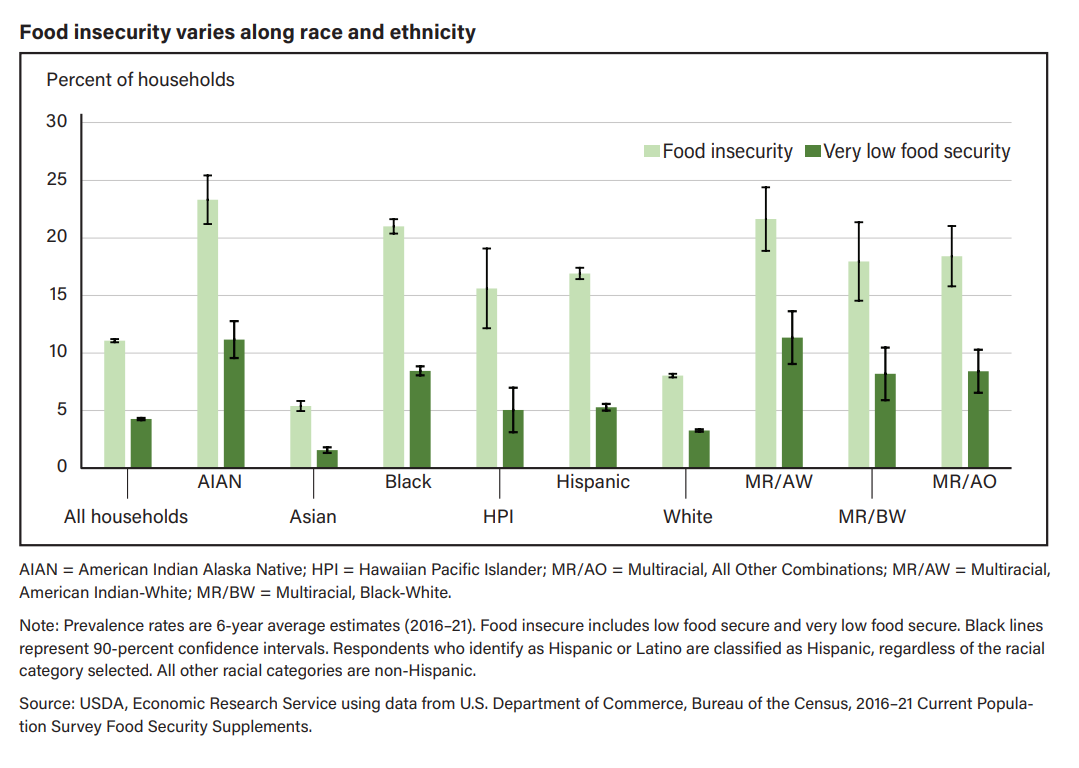 Food insecurity varies along race and ethnicity
Percent of households
30
25
20
15
10
5
0
Food insecurity
Very low food security
All households
AIAN
Asian
Black
HPI
Hispanic
White
MR/AW
MR/BW
MR/AO
AIAN = American Indian Alaska Native; HPI = Hawaiian Pacific Islander; MR/AO = Multiracial, All Other Combinations; MR/AW = Multiracial,
American Indian-White; MR/BW = Multiracial, Black-White.
Note: Prevalence rates are 6-year average estimates (2016–21). Food insecure includes low food secure and very low food secure. Black lines
represent 90-percent confidence intervals. Respondents who identify as Hispanic or Latino are classified as Hispanic, regardless of the racial
category selected. All other racial categories are non-Hispanic.
Source: USDA, Economic Research Service using data from U.S. Department of Commerce, Bureau of the Census, 2016–21 Current Popula-
tion Survey Food Security Supplements.